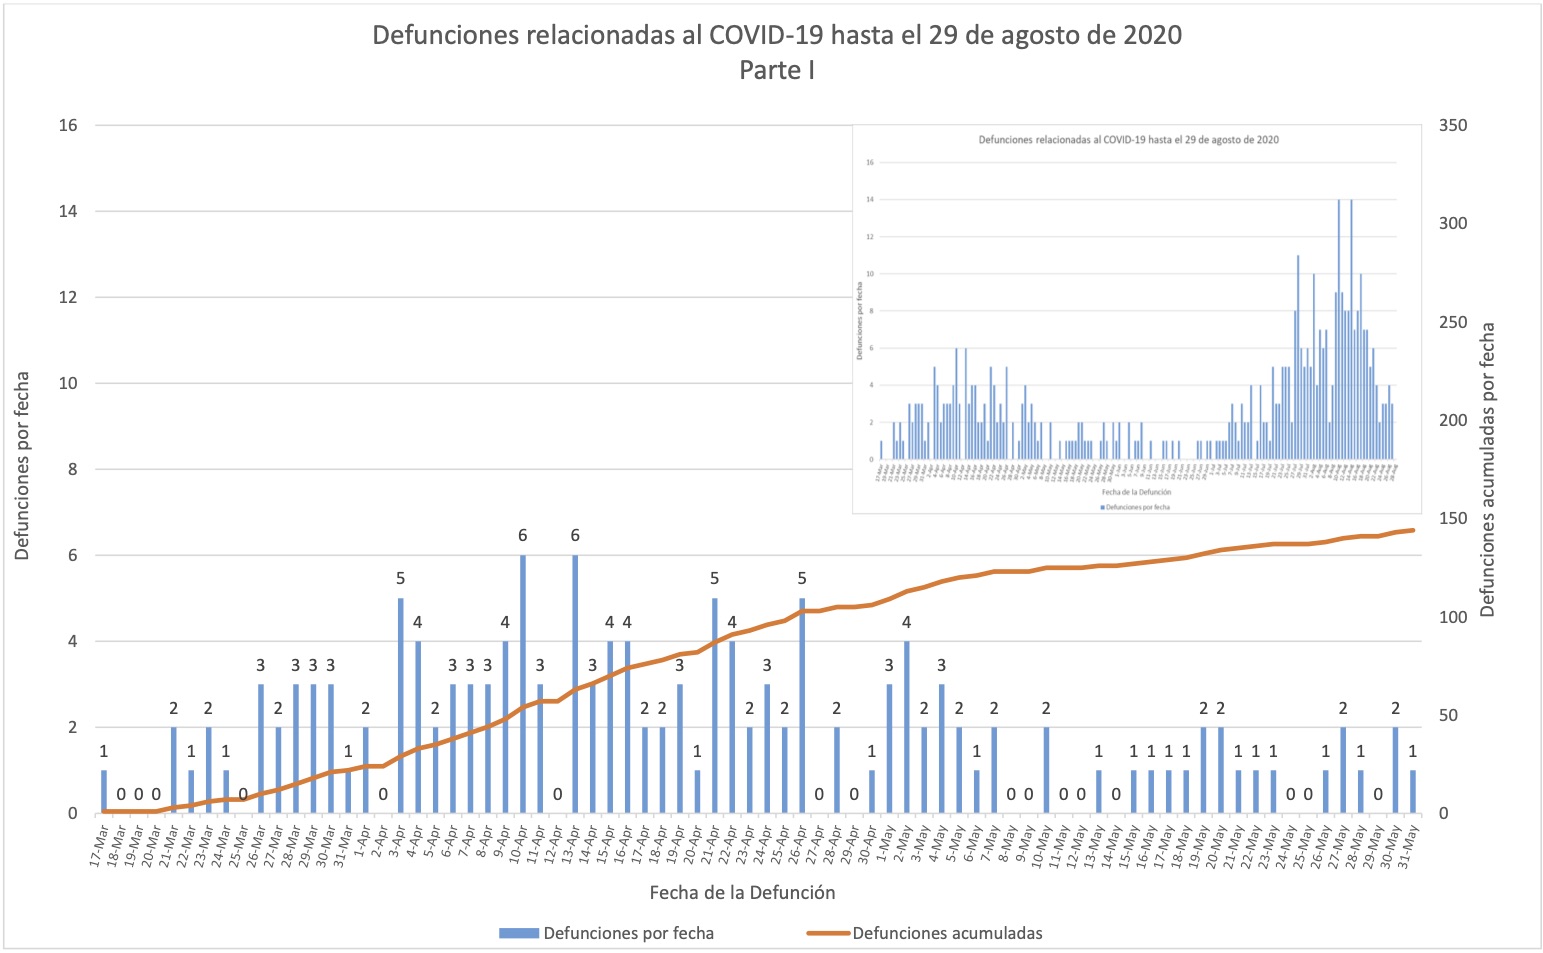 Defunciones relacionadas al COVID-19 hasta el 29 de agosto de 2020
Parte I
16
14
12
10
8
6
4
2
0
Defunciones por fecha
350
300
250
200
150
100
50
0
Defunciones acumuladas por fecha
1 0 0 0 2 1 2 1 0 3 2 3 3 3 1 2 0 5 4 2 3 3 3 4 6 3 0 6 3 4 4 2 2 3 1 5 4 2 3 2 5 0 2 0 1 3 4 2 3 2 1 2 0 0 2 0 0 1 0 1 1 1 1 2 2 1 1 1 0 0 1 2 1 0 2 1
17-Mar 18-Mar 19-Mar 20-Mar 21-Mar 22-Mar 23-Mar 24-Mar 25-Mar 26-Mar 27-Mar 28-Mar 29-Mar 30-Mar 31-Mar 1-Apr 2-Apr 3-Apr 4-Apr 5-Apr 6-Apr 7-Apr 8-Apr 9-Apr 10-Apr 11-Apr 12-Apr 13-Apr 14-Apr 15-Apr 16-Apr 17-Apr 18-Apr 19-Apr 20-Apr 21-Apr 22-Apr 23-Apr 24-Apr 25-Apr 26-Apr 27-Apr 28-Apr 29-Apr 30-Apr 1-May 2-May 3-May 4-May 5-May 6-May 7-May 8-May 9-May 10-May 11-May 12-May 13-May 14-May 15-May 16-May 17-May 18-May 19-May 20-May 21-May 22-May 23-May 24-May 25-May 26-May 27-May 28-May 29-May 30-May 31-May
Fecha de la Defunción
Defunciones por fecha
Defunciones acumuladas
Defunciones relacionadas al COVID-19 hasta el 29 de agosto de 2020
16
14
12
10
8
6
4
2
0
Defunciones por fecha
Fecha de la Defunción
Defunciones por fecha